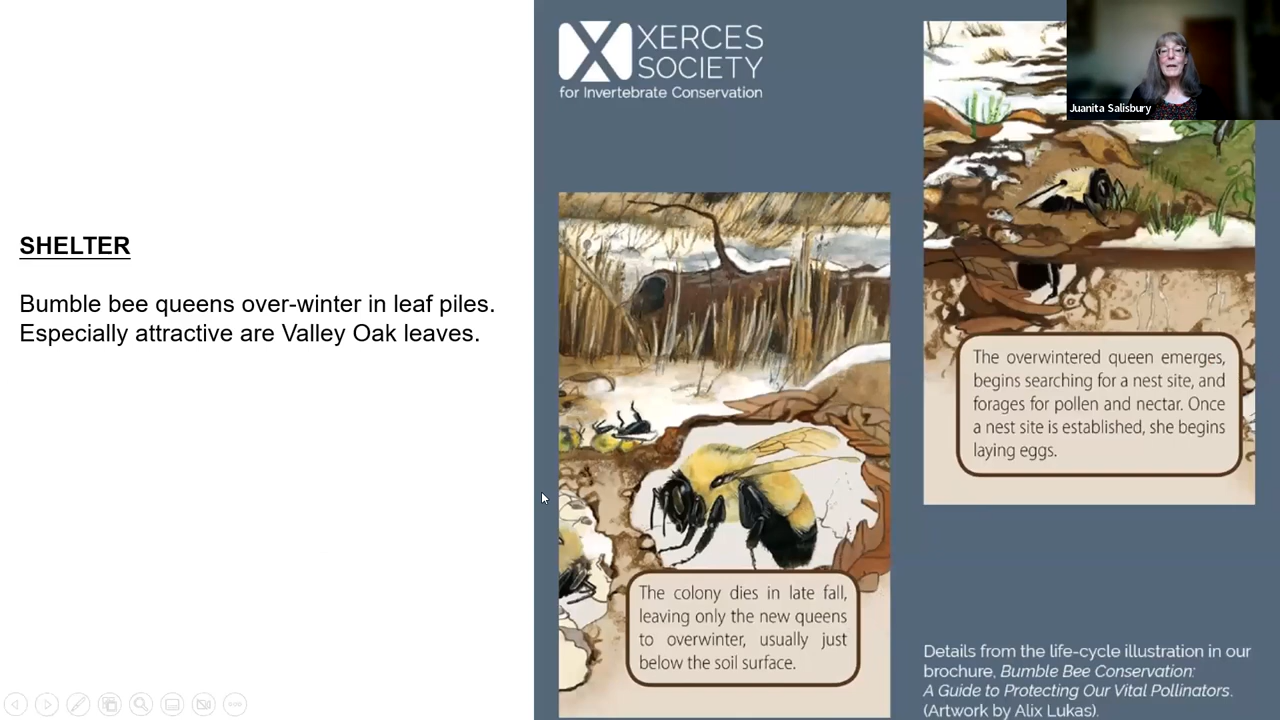 SHELTER
Bumble bee queens over-winter in leaf piles.
Especially attractive are Valley Oak leaves.
XERCES
SOCIETY
for Invertebrate Conservation
The colony dies in late fall,
leaving only the new queens
to overwinter, usually just
below the soil surface.
Juanita Salisbury
The overwintered queen emerges,
begins searching for a nest site, and
forages for pollen and nectar. Once
a nest site is established, she begins
laying eggs.
Details from the life-cycle illustration in our
brochure, Bumble Bee Conservation:
A Guide to Protecting Our Vital Pollinators.
(Artwork by Alix Lukas).